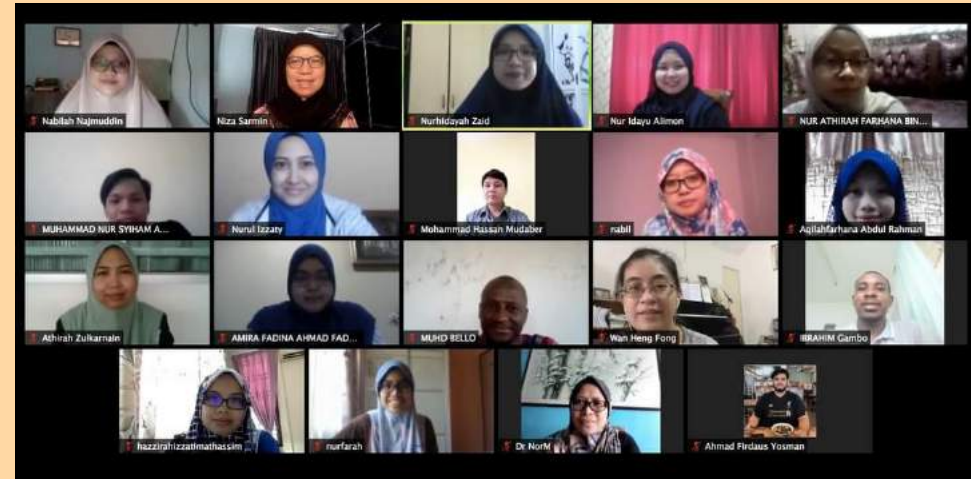 Nabilah Najmuddin
Niza Sarmin
Nurhidayah Zaid
Nur Idayu Alimon
NUR ATHIRAH FARHANA BIN...
MUHAMMAD NUR SYIHAM A...
Nurul Izzaty
Mohammad Hassan Mudaber
nabil
Aqilahfarhana Abdul Rahman
Athirah Zulkarnain
AMIRA FADINA AHMAD FAD...
MUHD BELLO
Wan Heng Fong
IBRAHIM Gambo
hazzirahizzatimathassim
nurfarah
Dr NorM
Ahmad Firdaus Yosman